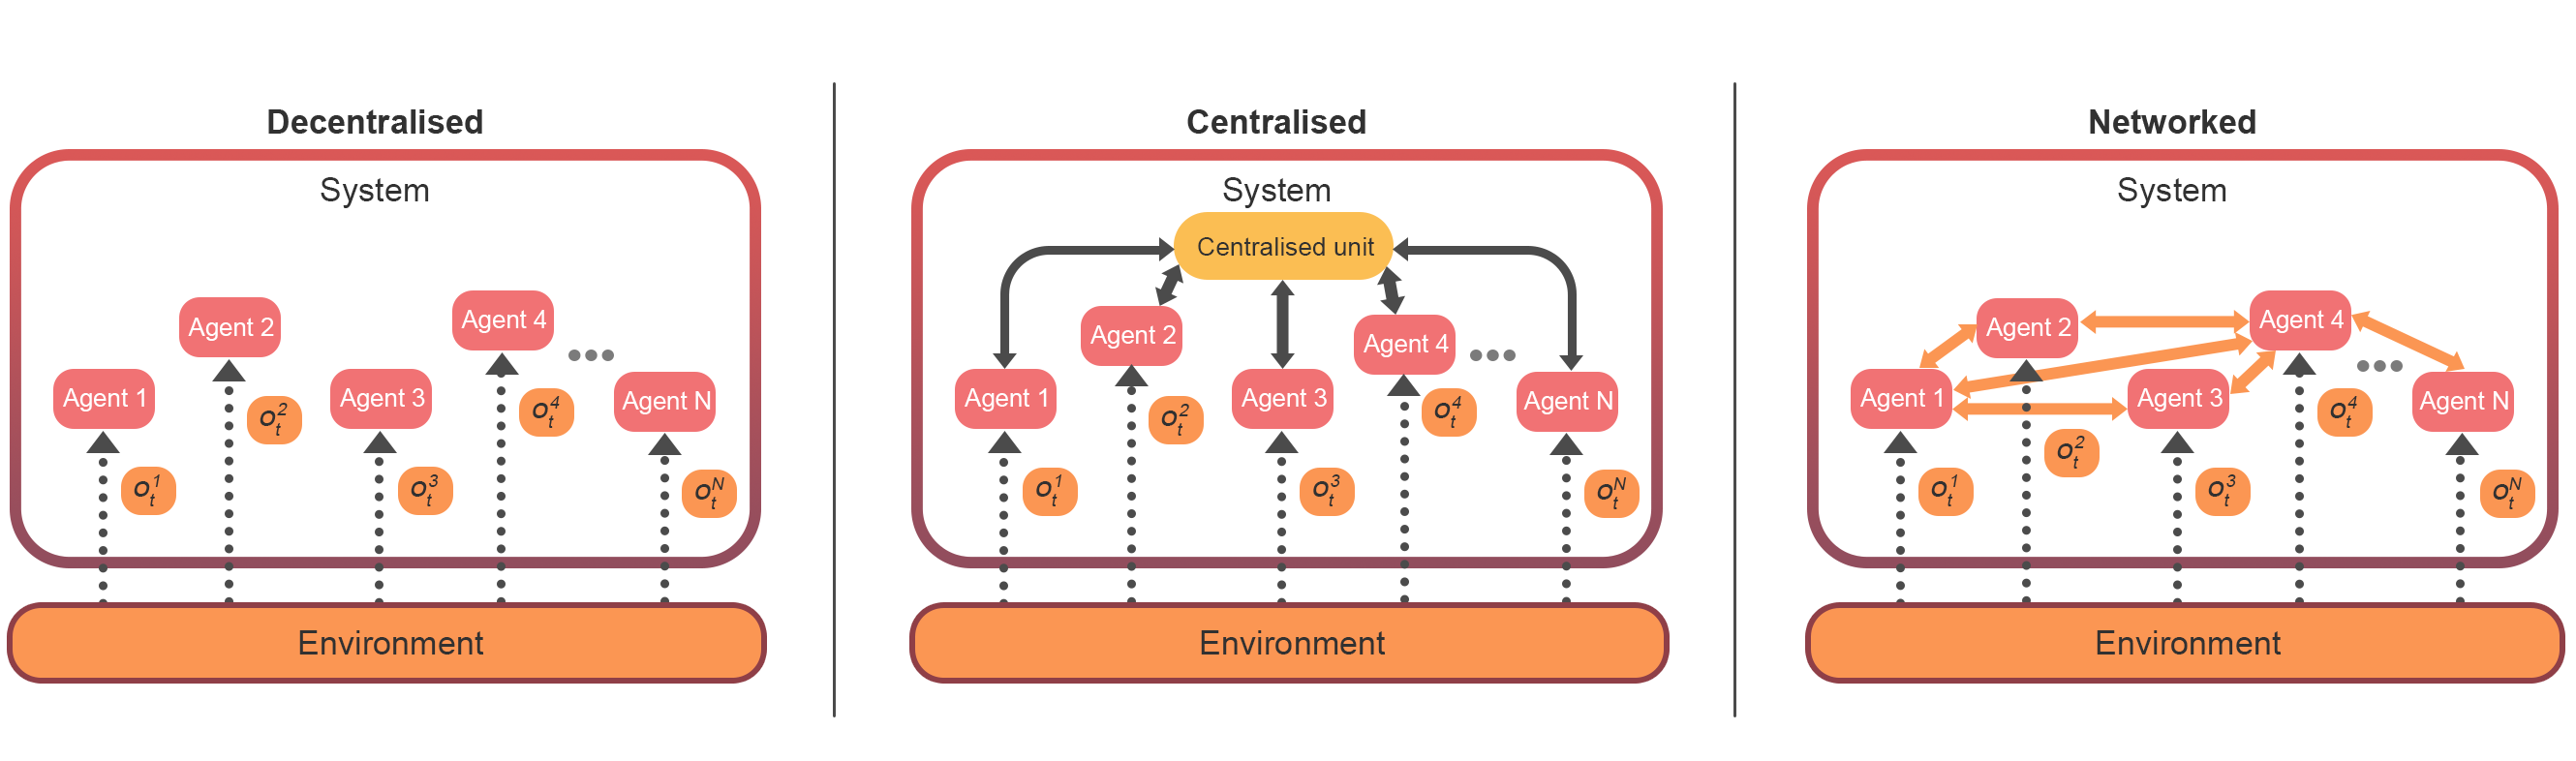 Decentralised
System
Agent 4
Agent 2
Agent 1
Agent 3
Agent N
o_t^4
o_t^2
o_t^1
o_t^3
o_t^N
Environment
Centralised
System
Centralised unit
Agent 2
Agent 4
Agent 1
Agent 3
Agent N
o_t^2
o_t^4
o_t^1
o_t^3
o_t^N
Environment
Networked
System
Agent 4
Agent 2
Agent 1
Agent 3
Agent N
o_t^4
o_t^2
o_t^1
o_t^3
o_t^N
Environment